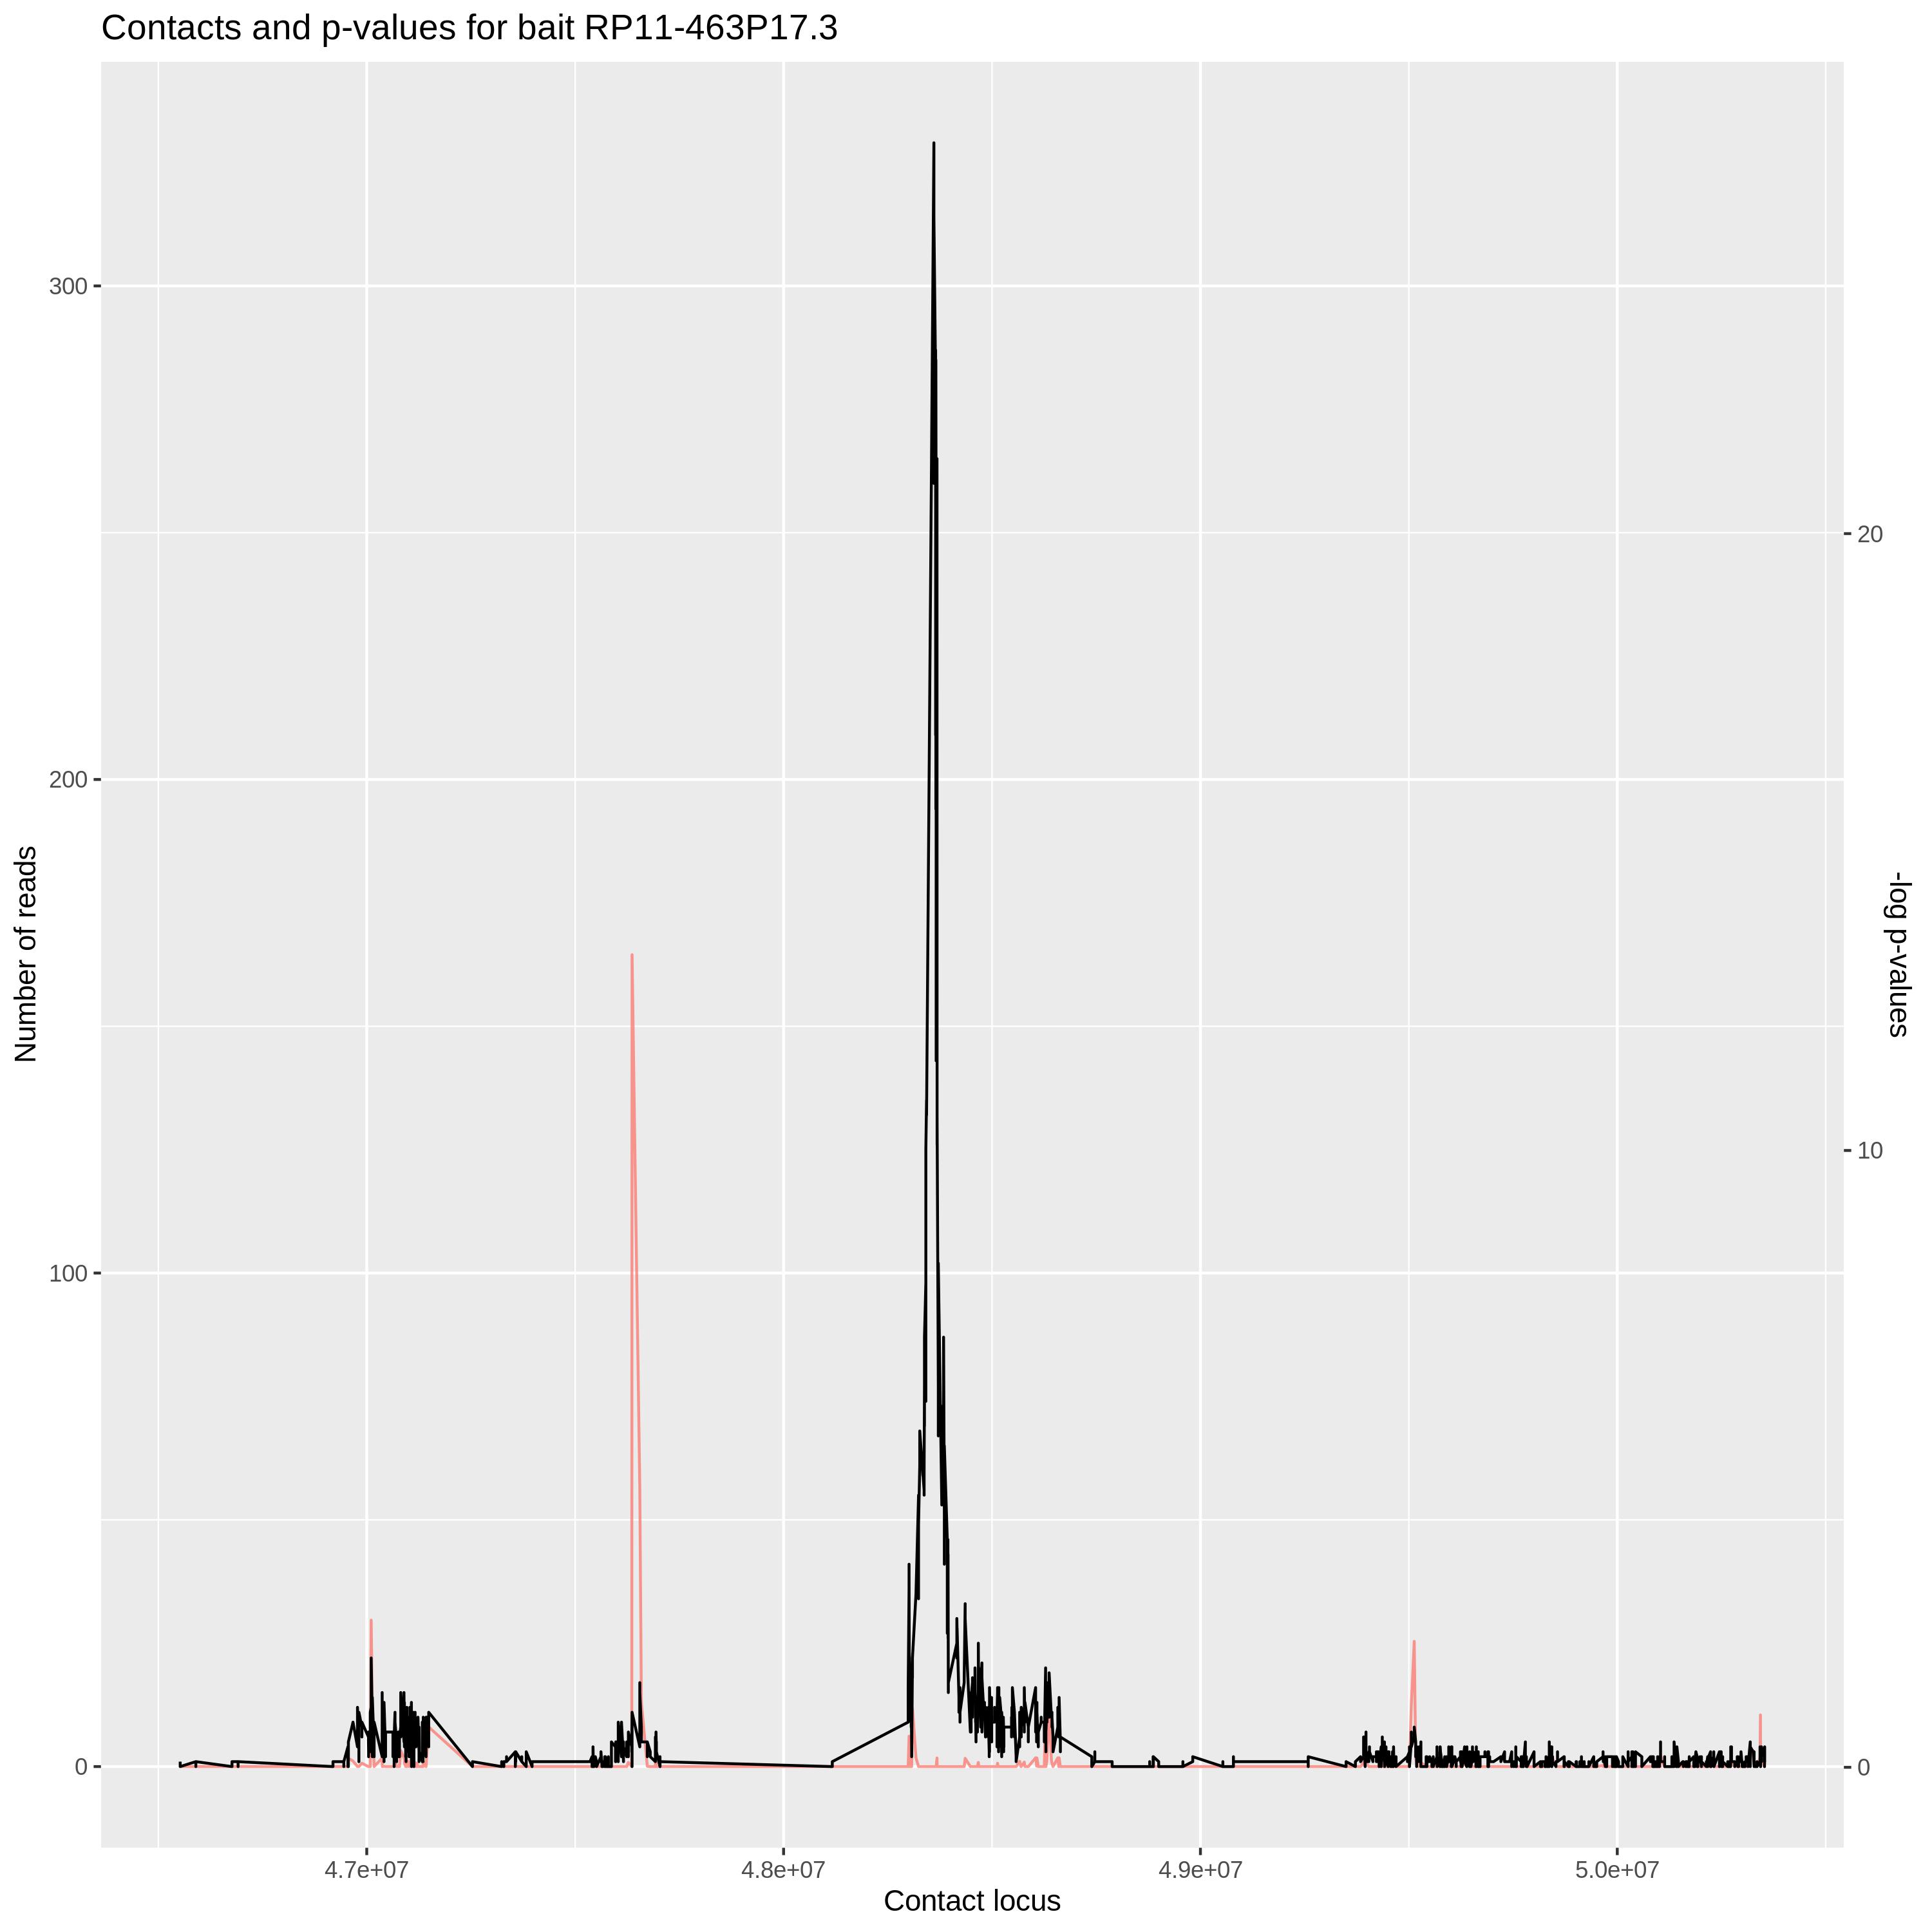 Contacts and p-values for bait RP11-463P17.3
300
200
100
0
Number of reads
20
10
0
-log p-values
4.7e+07 4.8e+07 4.9e+07 5.0e+07
Contact locus